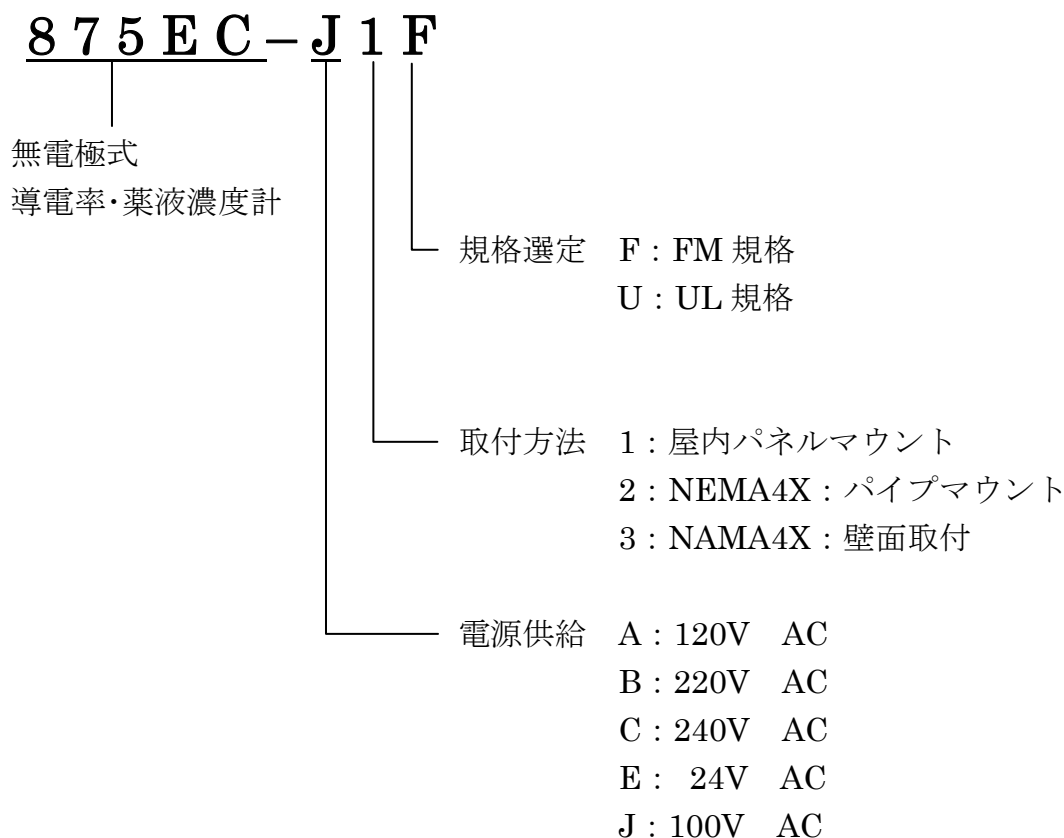 875EC−J1F
無電極式
導電率・薬液濃度計
規格選定 F：FM 規格
U：UL 規格
取付方法 1：屋内パネルマウント
2：NEMA4X：パイプマウント
3：NAMA4X：壁面取付
電源供給 A：120V AC
B：220V AC
C：240V AC
E： 24V AC
J：100V AC